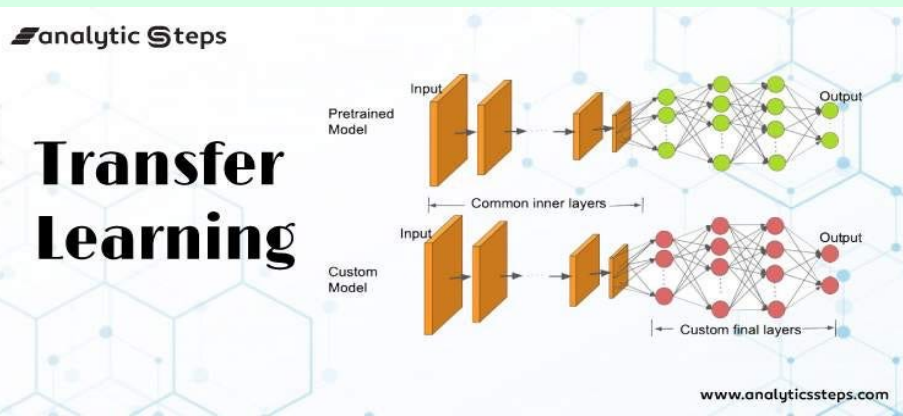 analytic Steps
Transfer
Learning
Pretrained
Model
Input
Output
Common inner layers
Custom
Model
Input
Output
Custom final layers
www.analyticssteps.com